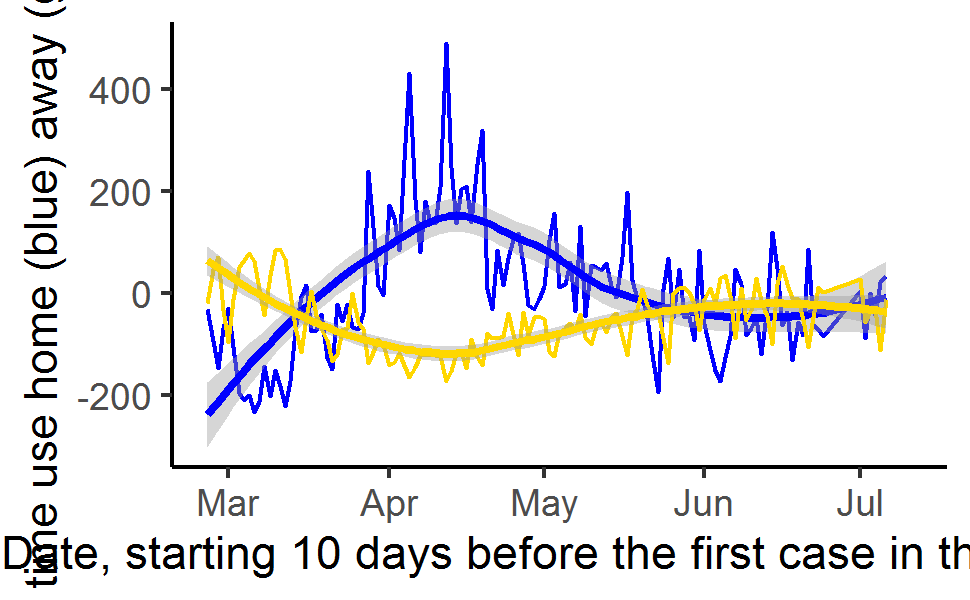 time use home (blue) away (
400
200
0
-200
Mar Apr May Jun Jul
Date, starting 10 days before the first case in th